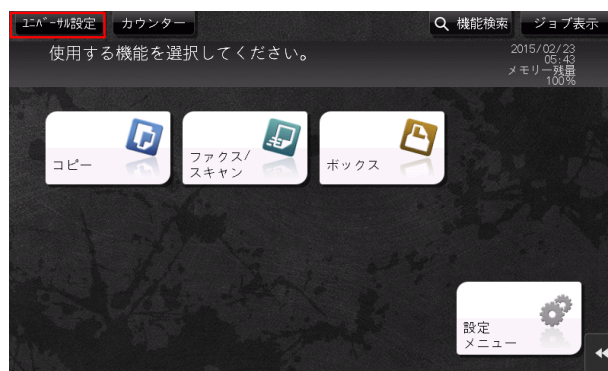 ﾕﾆﾊﾞｰｻﾙ設定 カウンター 機能検索 ジョブ表示
使用する機能を選択してください。
2015/02/23
05:43
メモリー残量
100%
コピー
ファクス/
スキャン
ボックス
設定
メニュー